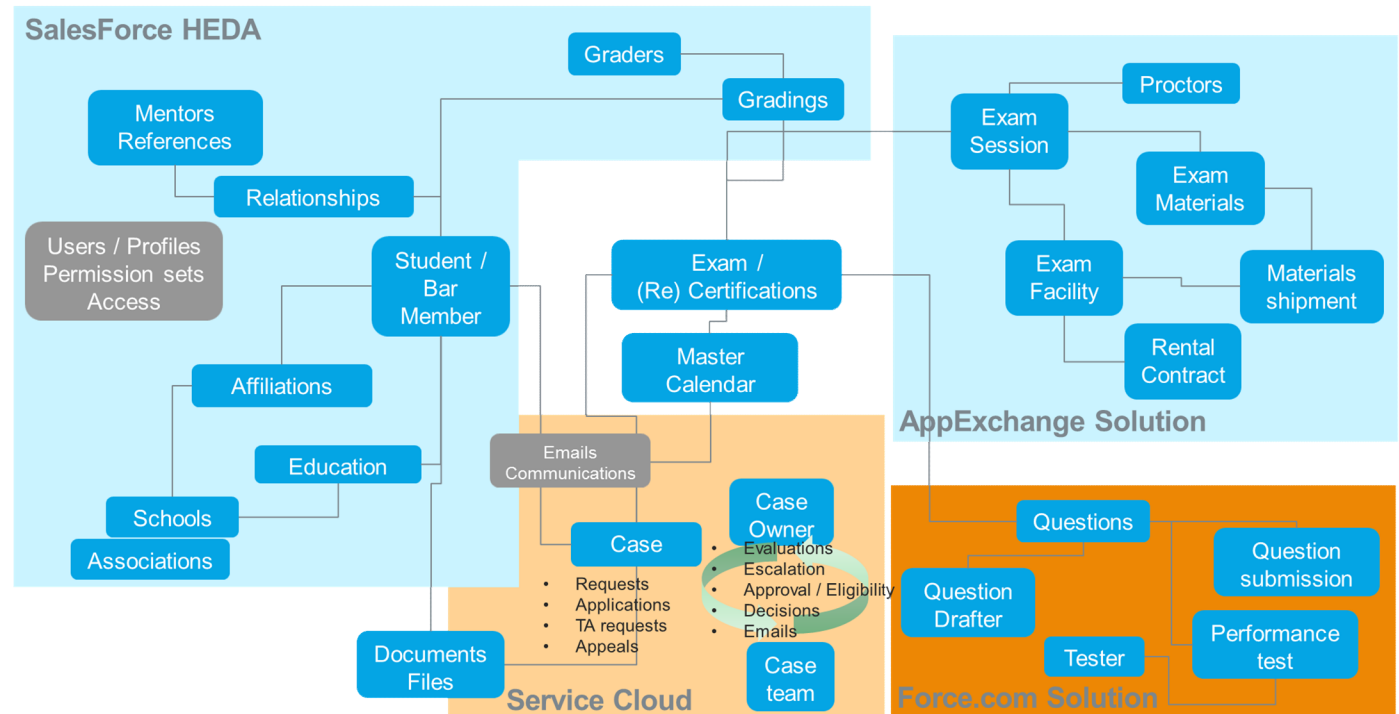 SalesForce HEDA
Graders
Gradings
Mentors
References
Relationships
Users / Profiles
Permission sets
Access
Student /
Bar
Member
Affiliations
Education
Schools
Associations
Documents
Files
Exam /
(Re) Certifications
Master
Calendar
Proctors
Exam
Session
Exam
Materials
Exam
Facility
Materials
shipment
Rental
Contract
AppExchange Solution
Emails
Communications
Case
• Requests
• Applications
• TA requests
• Appeals
Case
Owner
• Evaluations
• Escalation
• Approval / Eligibility
• Decisions
• Emails
Case
team
Service Cloud
Questions
Question
submission
Question
Drafter
Performance
test
Tester
Force.com Solution